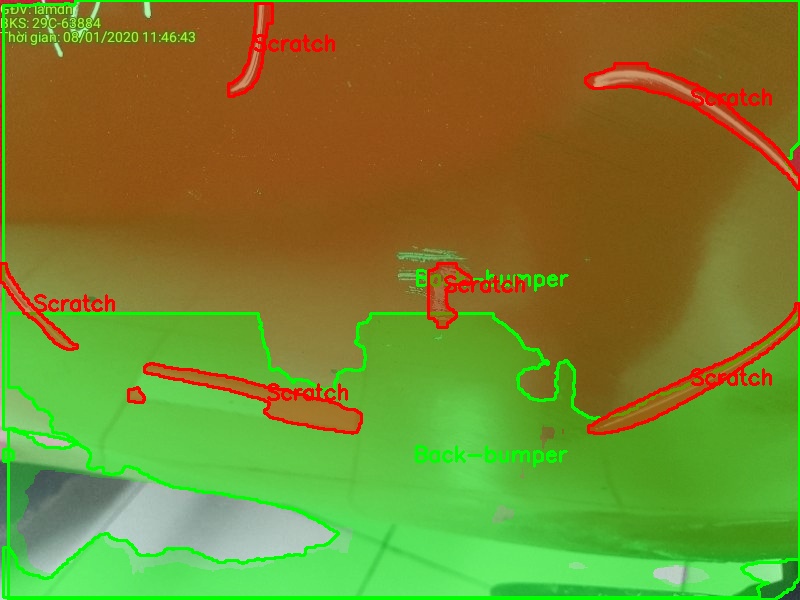 GĐV: lamdn
BKS: 29C-63884
Thời gian: 08/01/2020 11:46:43
Scratch
Scratch
Back-bumper
Scratch
Scratch
Scratch
Scratch
Back-bumper